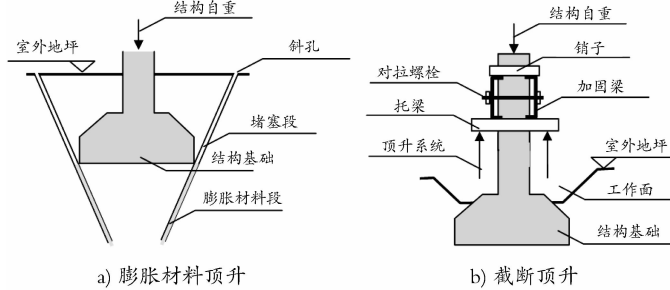 结构自重
室外地坪
斜孔
堵塞段
结构基础
膨胀材料段
a) 膨胀材料顶升
结构自重
销子
对拉螺栓
加固梁
托梁
顶升系统
室外地坪
工作面
结构基础
b) 截断顶升